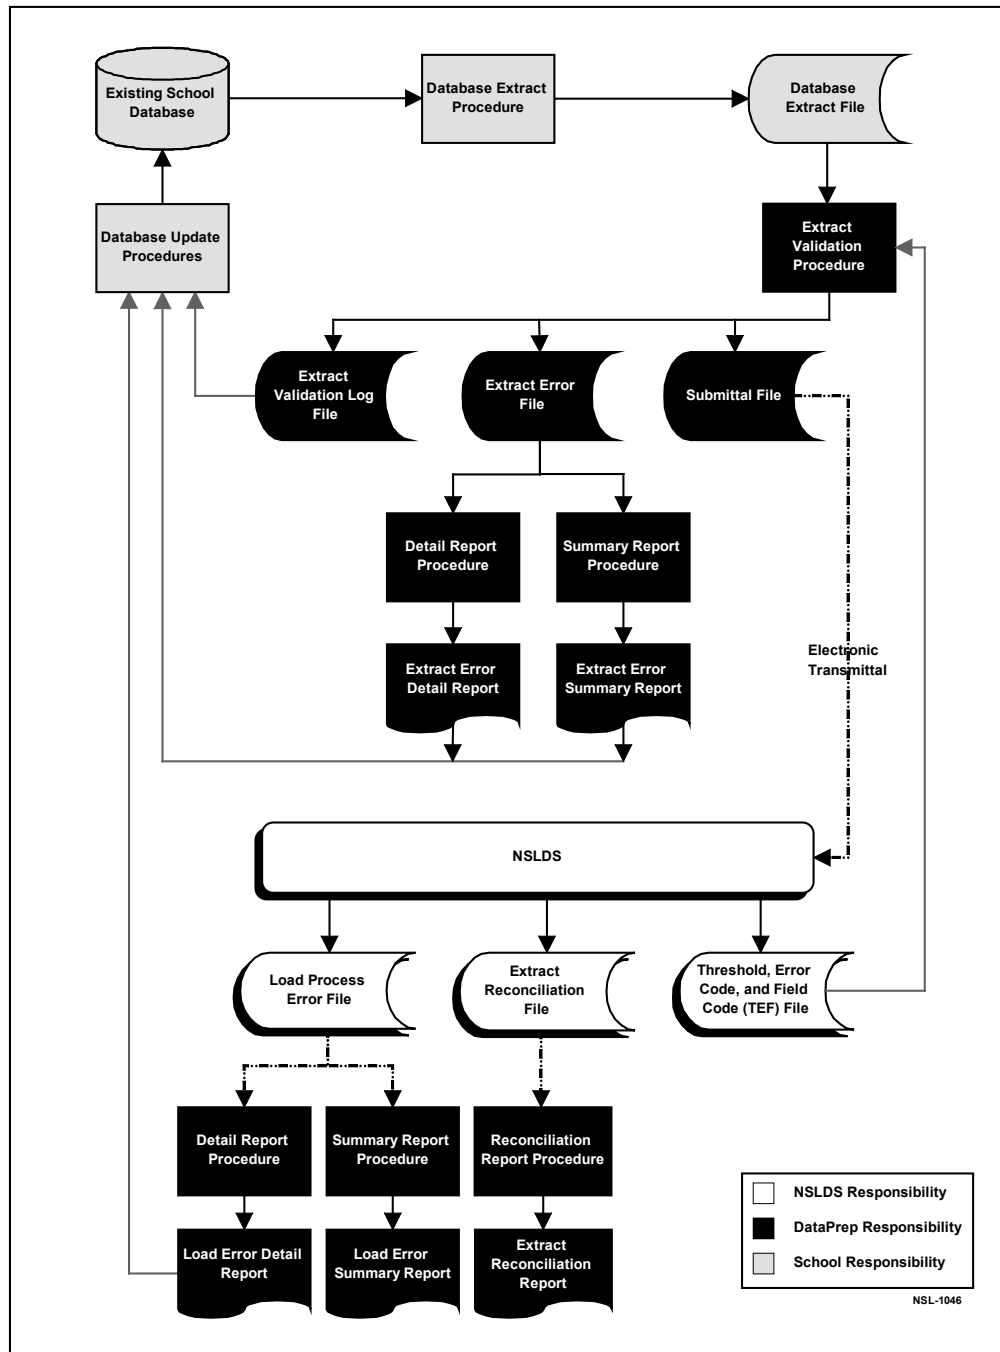 Existing School
Database
Database Extract
Procedure
Database
Extract File
Database Update
Procedures
Extract
Validation
Procedure
Extract
Validation Log
File
Extract Error
File
Submittal File
Detail Report
Procedure
Summary Report
Procedure
Extract Error
Detail Report
Extract Error
Summary Report
Electronic
Transmittal
NSLDS
Load Process
Error File
Extract
Reconciliation
File
Threshold, Error
Code, and Field
Code (TEF) File
Detail Report
Procedure
Summary Report
Procedure
Reconciliation
Report Procedure
Load Error Detail
Report
Load Error
Summary Report
Extract
Reconciliation
Report
NSLDS Responsibility
DataPrep Responsibility
School Responsibility
NSL-1046